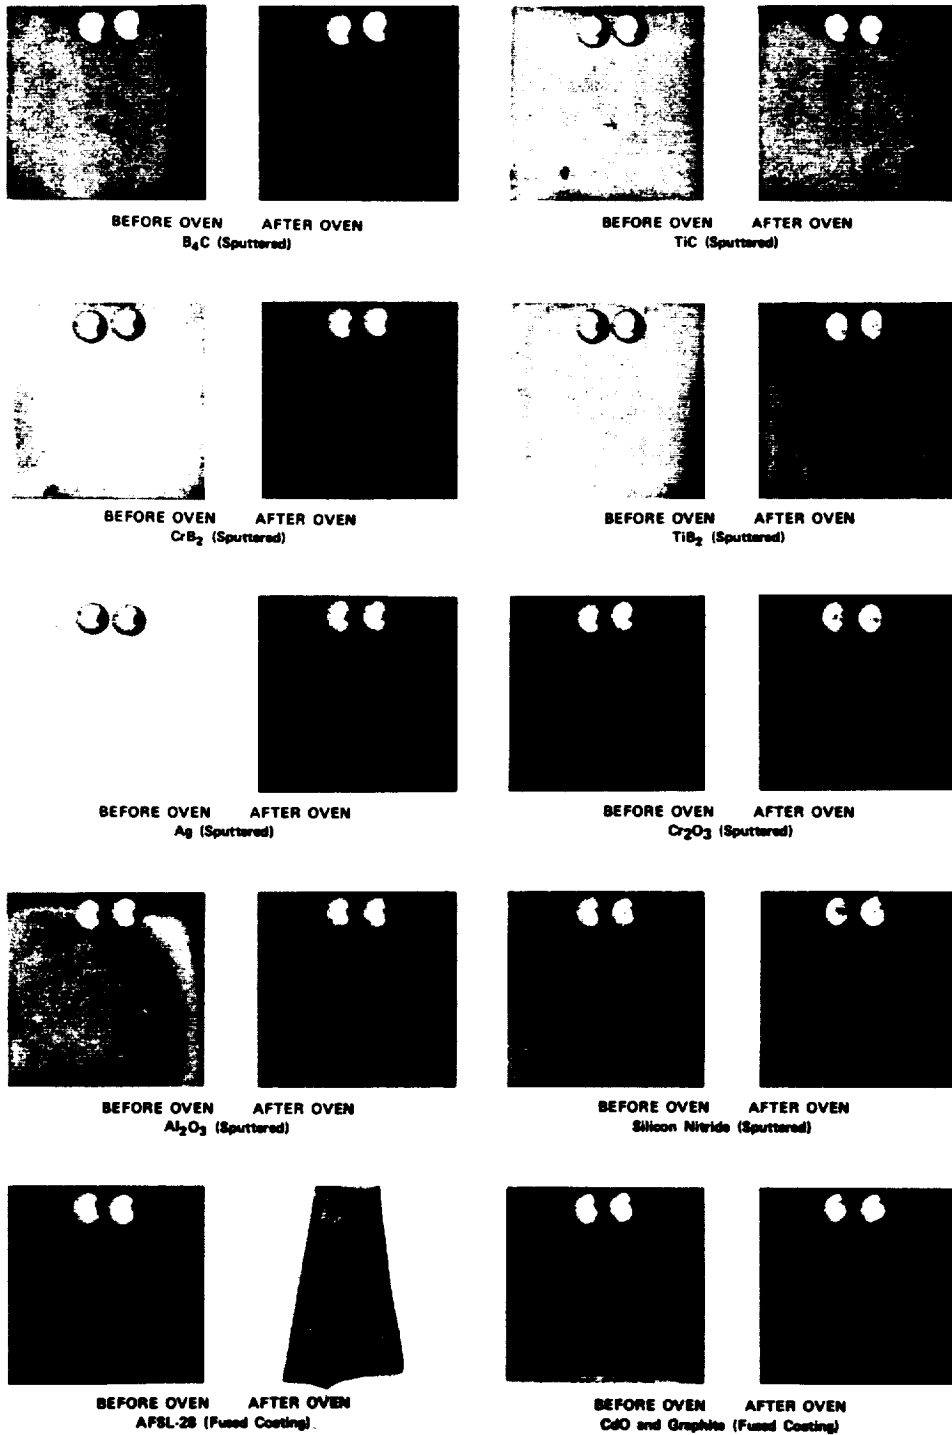 BEFORE OVEN AFTER OVEN
B₄C (Sputtered)
BEFORE OVEN AFTER OVEN
TiC (Sputtered)
BEFORE OVEN AFTER OVEN
CrB₂ (Sputtered)
BEFORE OVEN AFTER OVEN
TiB₂ (Sputtered)
BEFORE OVEN AFTER OVEN
Ag (Sputtered)
BEFORE OVEN AFTER OVEN
Cr₂O₃ (Sputtered)
BEFORE OVEN AFTER OVEN
Al₂O₃ (Sputtered)
BEFORE OVEN AFTER OVEN
Silicon Nitride (Sputtered)
BEFORE OVEN AFTER OVEN
AFSL-28 (Fused Coating)
BEFORE OVEN AFTER OVEN
CdO and Graphite (Fused Coating)